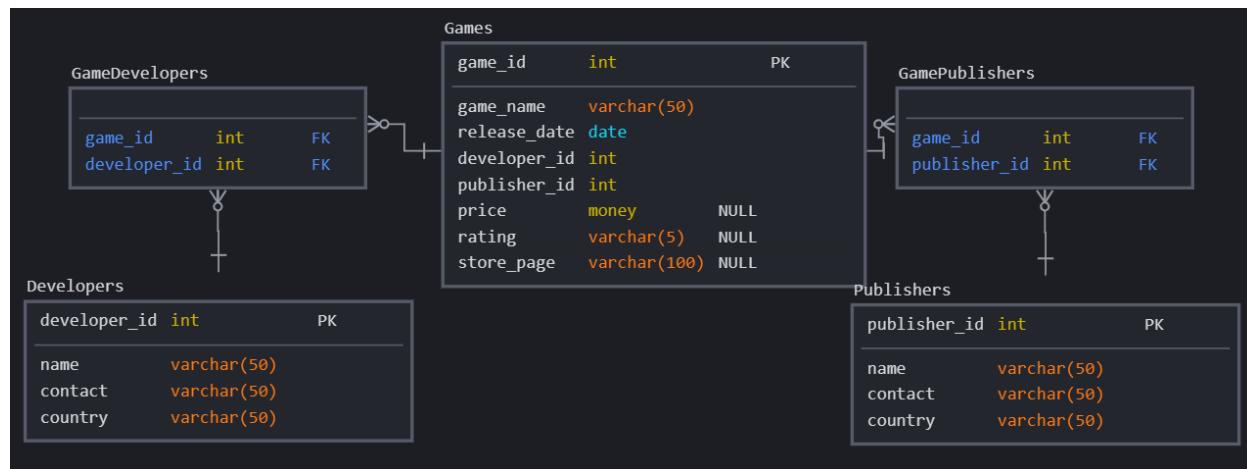 Games
game_id int PK
game_name varchar(50)
release_date date
developer_id int
publisher_id int
price money NULL
rating varchar(5) NULL
store_page varchar(100) NULL
GameDevelopers
game_id int FK
developer_id int FK
GamePublishers
game_id int FK
publisher_id int FK
Developers
developer_id int PK
name varchar(50)
contact varchar(50)
country varchar(50)
Publishers
publisher_id int PK
name varchar(50)
contact varchar(50)
country varchar(50)